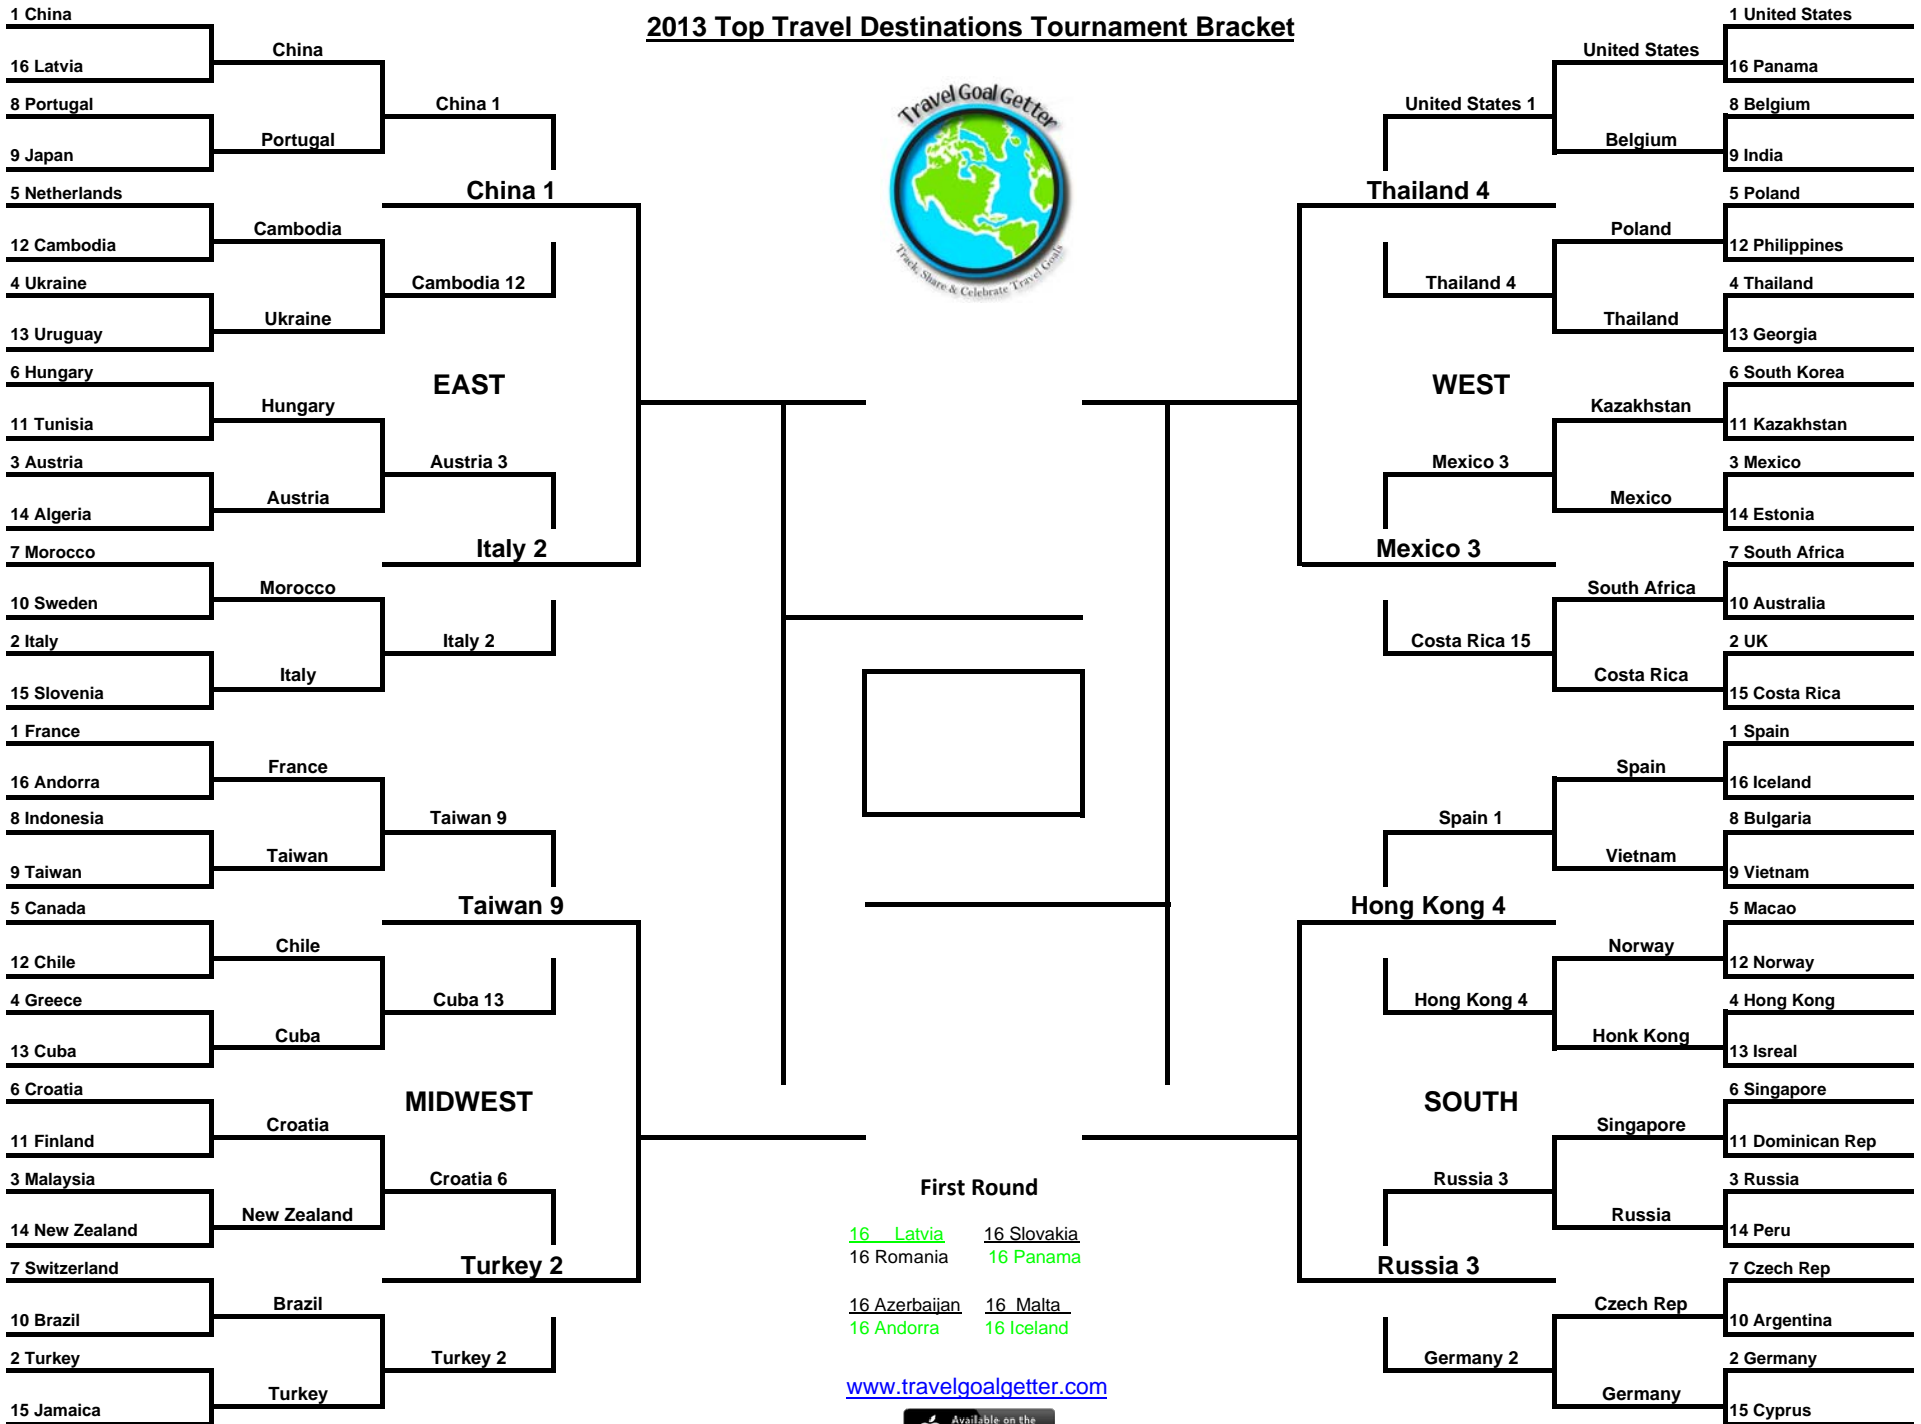 2013 Top Travel Destinations Tournament Bracket
Travel Goal Getter
Track, Share & Celebrate Travel Goals
1 China
16 Latvia
8 Portugal
9 Japan
5 Netherlands
12 Cambodia
4 Ukraine
13 Uruguay
6 Hungary
11 Tunisia
3 Austria
14 Algeria
7 Morocco
10 Sweden
2 Italy
15 Slovenia
China
Portugal
Cambodia
Ukraine
Hungary
Austria
Morocco
Italy
China 1
Cambodia 12
Austria 3
Italy 2
China 1
Italy 2
EAST
1 France
16 Andorra
8 Indonesia
9 Taiwan
5 Canada
12 Chile
4 Greece
13 Cuba
6 Croatia
11 Finland
3 Malaysia
14 New Zealand
7 Switzerland
10 Brazil
2 Turkey
15 Jamaica
France
Taiwan
Chile
Cuba
Croatia
New Zealand
Brazil
Turkey
Taiwan 9
Cuba 13
Croatia 6
Turkey 2
Taiwan 9
Turkey 2
MIDWEST
1 United States
16 Panama
8 Belgium
9 India
5 Poland
12 Philippines
4 Thailand
13 Georgia
6 South Korea
11 Kazakhstan
3 Mexico
14 Estonia
7 South Africa
10 Australia
2 UK
15 Costa Rica
United States
Belgium
Poland
Thailand
Kazakhstan
Mexico
South Africa
Costa Rica
United States 1
Thailand 4
Mexico 3
Costa Rica 15
Thailand 4
Mexico 3
WEST
1 Spain
16 Iceland
8 Bulgaria
9 Vietnam
5 Macao
12 Norway
4 Hong Kong
13 Isreal
6 Singapore
11 Dominican Rep
3 Russia
14 Peru
7 Czech Rep
10 Argentina
2 Germany
15 Cyprus
Spain
Vietnam
Norway
Honk Kong
Singapore
Russia
Czech Rep
Germany
Spain 1
Hong Kong 4
Russia 3
Germany 2
Hong Kong 4
Russia 3
SOUTH
First Round
16 Latvia 16 Slovakia
16 Romania 16 Panama
16 Azerbaijan 16 Malta
16 Andorra 16 Iceland
www.travelgoalgetter.com
Available on the